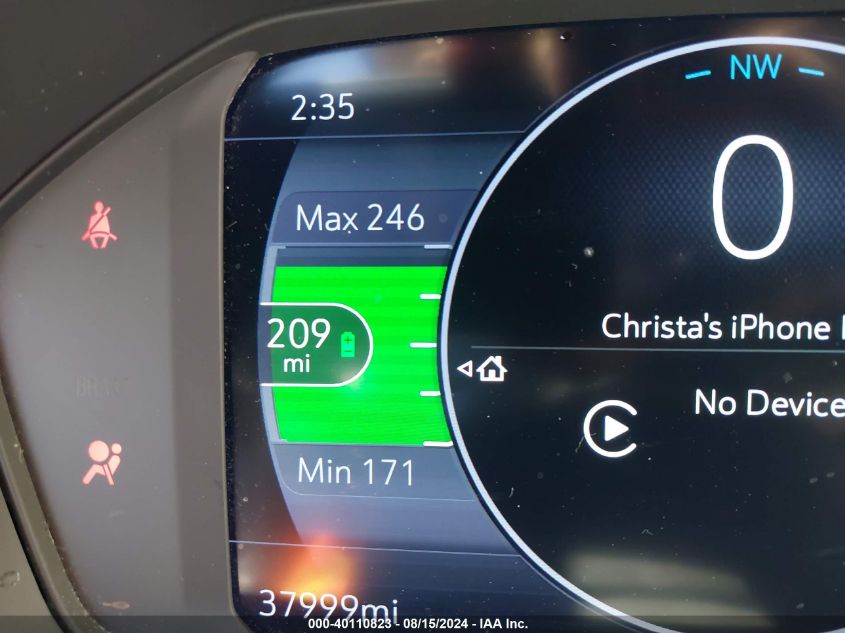 NW
2:35
0
Max 246
209
mi
Christa's iPhone
No Device
Min 171
37999mi
BRAKE
000-40110823 - 08/15/2024 - IAA Inc.